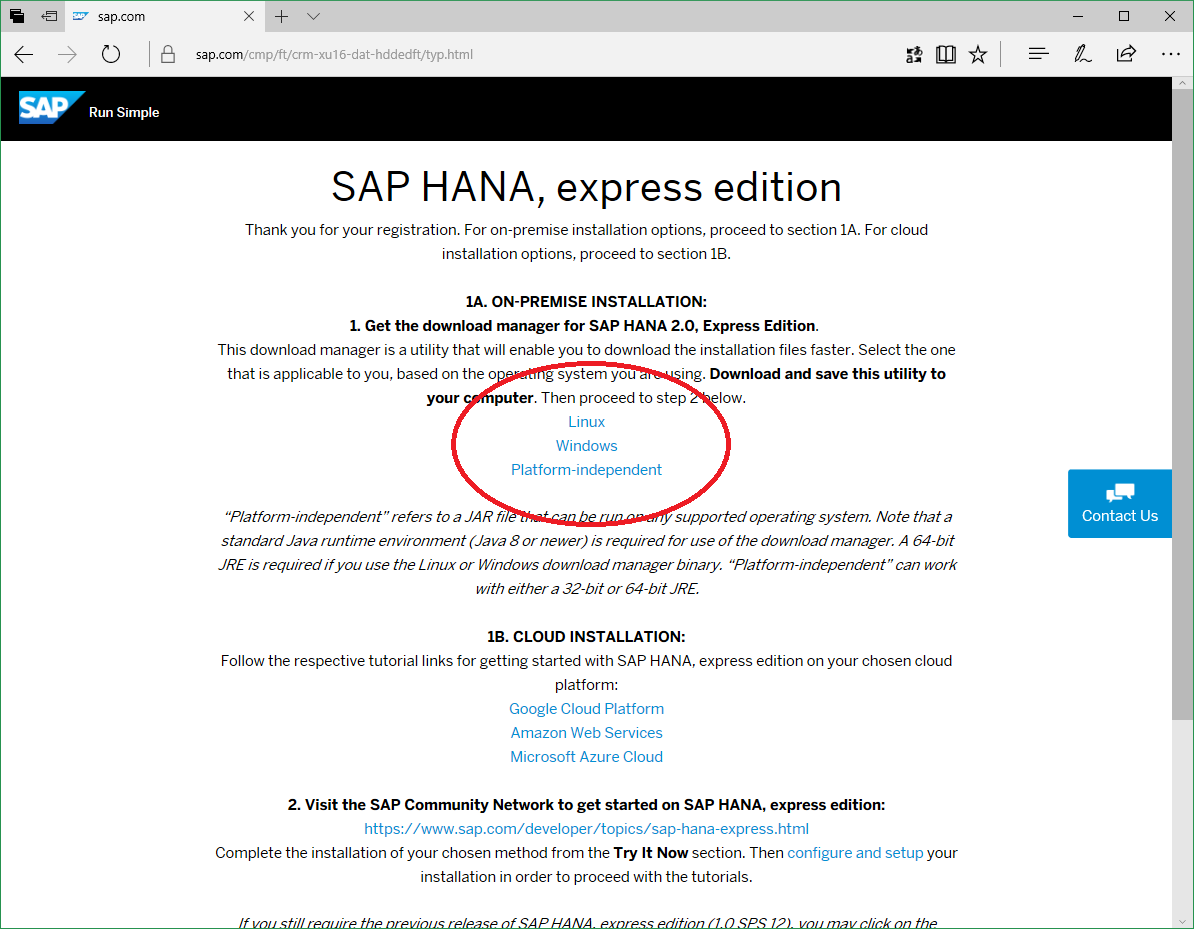 sap.com
sap.com/cmp/ft/crm-xu16-dat-hddedft/typ.html
SAP Run Simple
SAP HANA, express edition
Thank you for your registration. For on-premise installation options, proceed to section 1A. For cloud
installation options, proceed to section 1B.
1A. ON-PREMISE INSTALLATION:
1. Get the download manager for SAP HANA 2.0, Express Edition.
This download manager is a utility that will enable you to download the installation files faster. Select the one
that is applicable to you, based on the operating system you are using. Download and save this utility to
your computer. Then proceed to step 2 below.
Linux
Windows
Platform-independent
Contact Us
“Platform-independent” refers to a JAR file that can be run on any supported operating system. Note that a
standard Java runtime environment (Java 8 or newer) is required for use of the download manager. A 64-bit
JRE is required if you use the Linux or Windows download manager binary. “Platform-independent” can work
with either a 32-bit or 64-bit JRE.
1B. CLOUD INSTALLATION:
Follow the respective tutorial links for getting started with SAP HANA, express edition on your chosen cloud
platform:
Google Cloud Platform
Amazon Web Services
Microsoft Azure Cloud
2. Visit the SAP Community Network to get started on SAP HANA, express edition:
https://www.sap.com/developer/topics/sap-hana-express.html
Complete the installation of your chosen method from the Try It Now section. Then configure and setup your
installation in order to proceed with the tutorials.
If you still require the previous release of SAP HANA, express edition (1.0 SPS 12), you may click on the